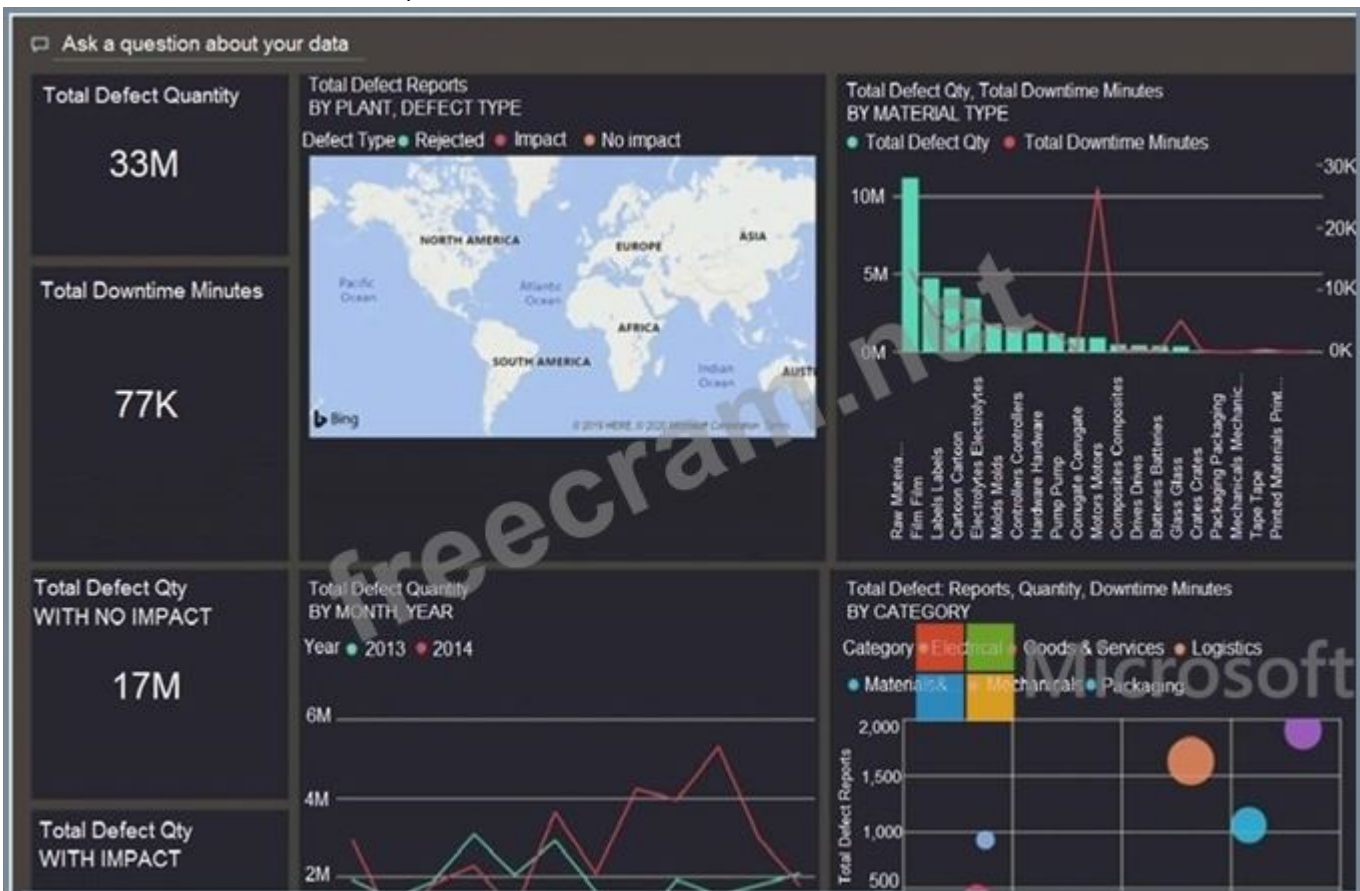 Ask a question about your data
Total Defect Quantity
33M
Total Downtime Minutes
77K
Total Defect Qty
WITH NO IMPACT
17M
Total Defect Qty
WITH IMPACT
Total Defect Reports
BY PLANT, DEFECT TYPE
Defect Type Rejected Impact No impact
NORTH AMERICA
EUROPE
ASIA
Pacific
Ocean
Atlantic
Ocean
AFRICA
SOUTH AMERICA
Indian
Ocean
AUST
Bing
Total Defect Qty, Total Downtime Minutes
BY MATERIAL TYPE
Total Defect Qty Total Downtime Minutes
10M
5M
0M
30K
20K
10K
0K
Raw Materia...
Film Film
Labels Labels
Cartoon Cartoon
Electrolytes Electrolytes
Molds Molds
Controllers Controllers
Hardware Hardware
Pump Pump
Corrugate Corrugate
Motors Motors
Composites Composites
Drives Drives
Batteries Batteries
Glass Glass
Crates Crates
Packaging Packaging
Mechanicals Mechanic...
Tape Tape
Printed Materials Print...
Total Defect Quantity
BY MONTH, YEAR
Year 2013 2014
6M
4M
2M
Total Defect: Reports, Quantity, Downtime Minutes
BY CATEGORY
Category Electrical Goods & Services Logistics
Materials& Mechanicals Packaging
2,000
1,500
1,000
500
Total Defect Reports
freecram.net
Microsoft